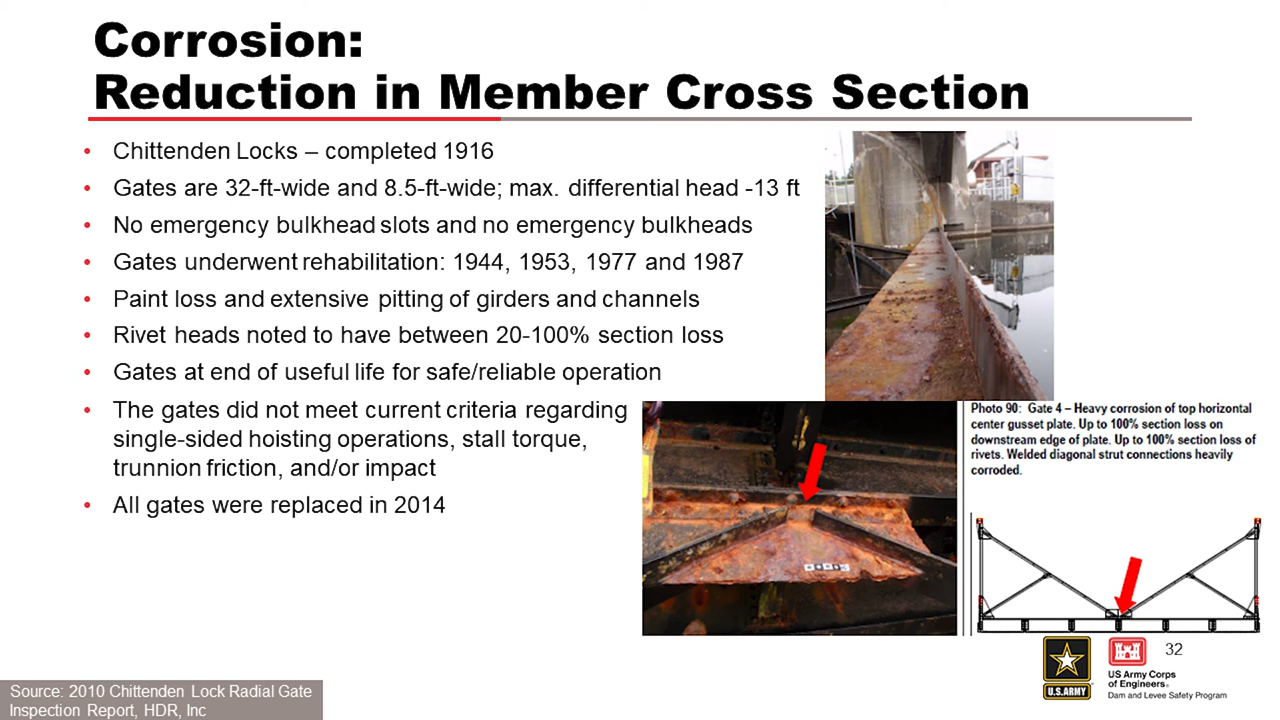 Corrosion:
Reduction in Member Cross Section
• Chittenden Locks – completed 1916
• Gates are 32-ft-wide and 8.5-ft-wide; max. differential head -13 ft
• No emergency bulkhead slots and no emergency bulkheads
• Gates underwent rehabilitation: 1944, 1953, 1977 and 1987
• Paint loss and extensive pitting of girders and channels
• Rivet heads noted to have between 20-100% section loss
• Gates at end of useful life for safe/reliable operation
• The gates did not meet current criteria regarding
single-sided hoisting operations, stall torque,
trunnion friction, and/or impact
• All gates were replaced in 2014
Photo 90: Gate 4 – Heavy corrosion of top horizontal
center gusset plate. Up to 100% section loss on
downstream edge of plate. Up to 100% section loss of
rivets. Welded diagonal strut connections heavily
corroded.
32
U.S. ARMY
US Army Corps
of Engineers®
Dam and Levee Safety Program
Source: 2010 Chittenden Lock Radial Gate
Inspection Report, HDR, Inc